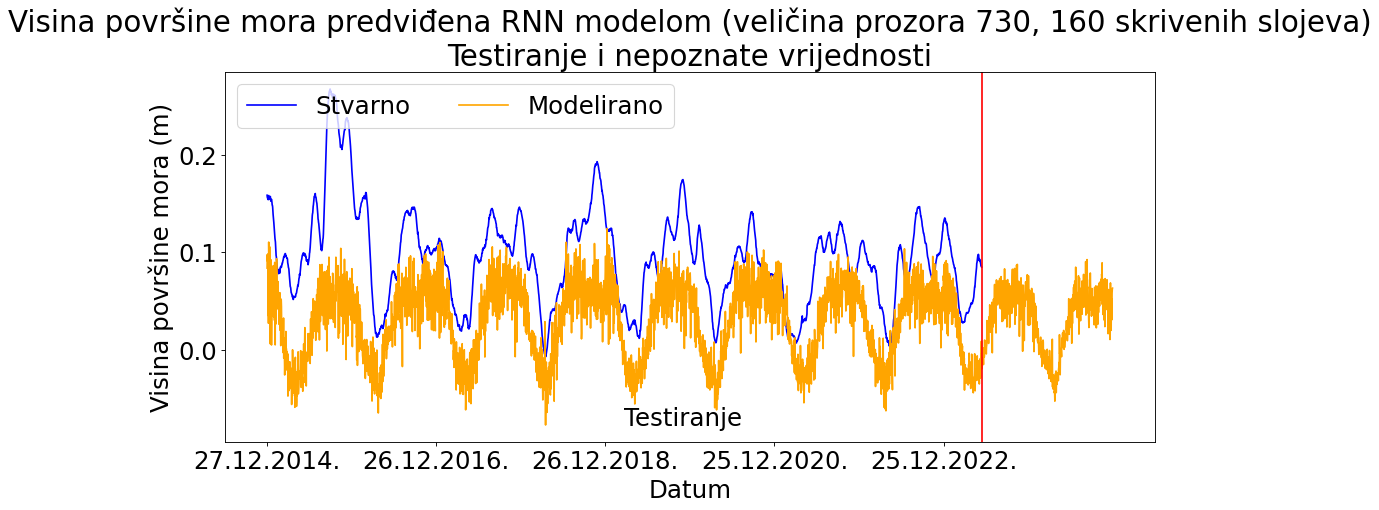 Visina površine mora predviđena RNN modelom (veličina prozora 730, 160 skrivenih slojeva)
Testiranje i nepoznate vrijednosti
Stvarno
Modelirano
Visina površine mora (m)
0.2
0.1
0.0
Testiranje
27.12.2014.
26.12.2016.
26.12.2018.
25.12.2020.
25.12.2022.
Datum